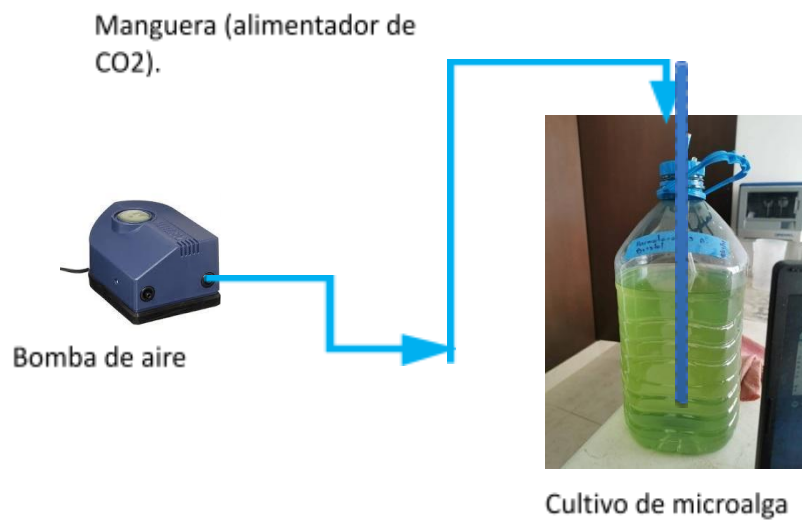 Manguera (alimentador de
CO2).
Bomba de aire
Cultivo de microalga